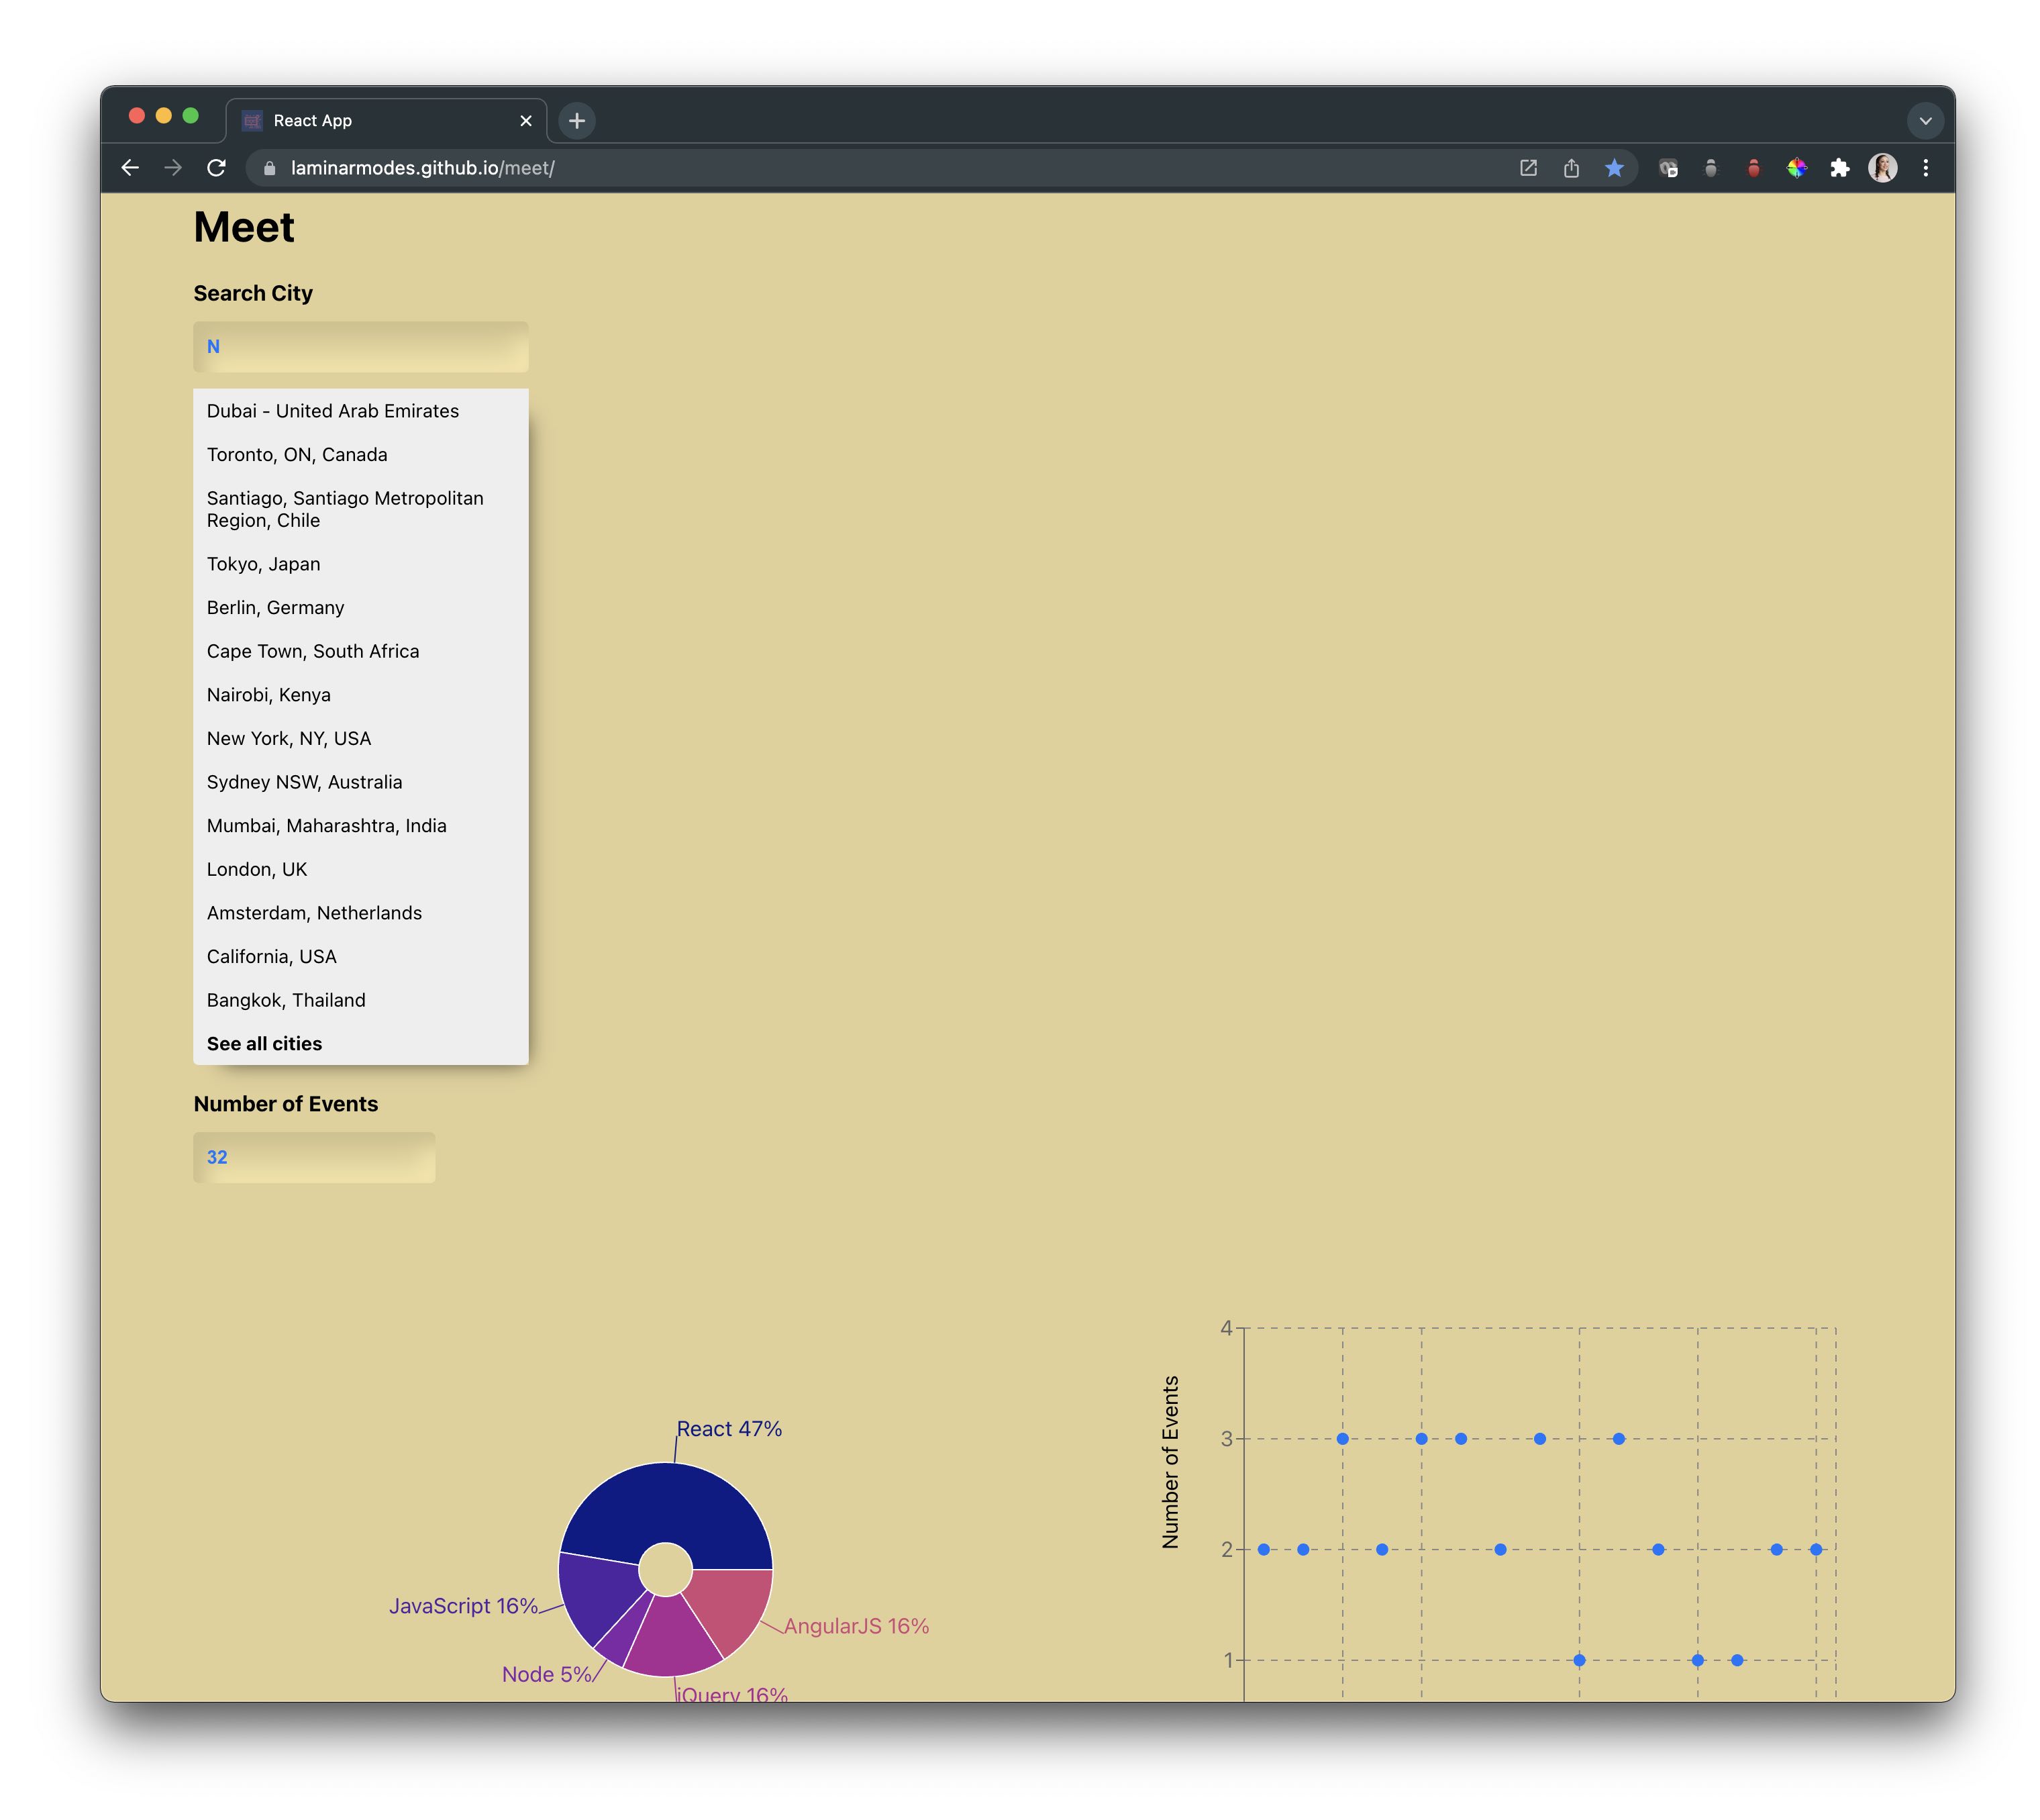 React App
laminarmodes.github.io/meet/
Meet
Search City
N
Dubai - United Arab Emirates
Toronto, ON, Canada
Santiago, Santiago Metropolitan
Region, Chile
Tokyo, Japan
Berlin, Germany
Cape Town, South Africa
Nairobi, Kenya
New York, NY, USA
Sydney NSW, Australia
Mumbai, Maharashtra, India
London, UK
Amsterdam, Netherlands
California, USA
Bangkok, Thailand
See all cities
Number of Events
32
React 47%
JavaScript 16%
AngularJS 16%
Node 5%
jQuery 16%
Number of Events
4
3
2
1